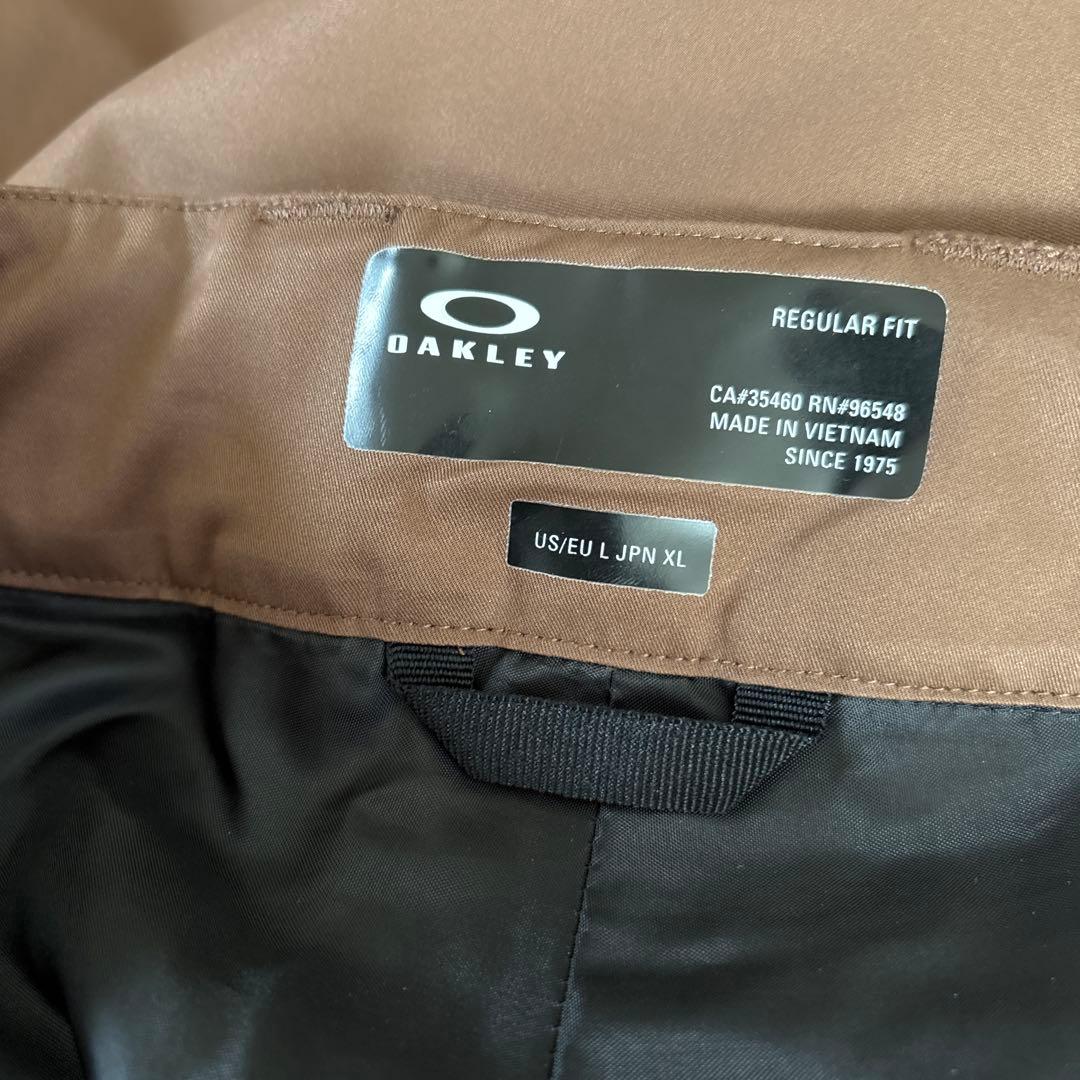 OAKLEY
REGULAR FIT
CA#35460 RN#96548
MADE IN VIETNAM
SINCE 1975
US/EU L JPN XL